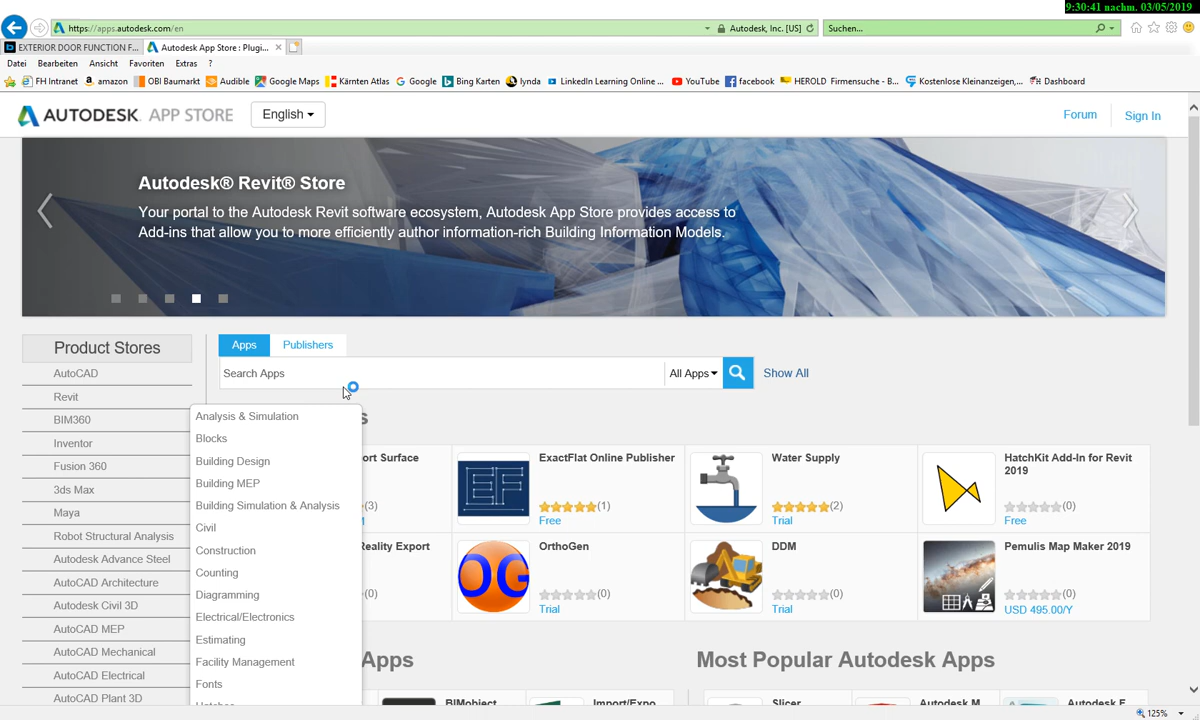 9:30:41 nachm. 03/05/2019
https://apps.autodesk.com/en
Autodesk, Inc. [US]
Suchen...
EXTERIOR DOOR FUNCTION F...
Autodesk App Store : Plugi...
Datei Bearbeiten Ansicht Favoriten Extras ?
FH Intranet amazon OBI Baumarkt Audible Google Maps Kärnten Atlas Google Bing Karten lynda LinkedIn Learning Online ... YouTube facebook HEROLD Firmensuche - B... Kostenlose Kleinanzeigen,... Dashboard
AUTODESK. APP STORE
English
Forum
Sign In
Autodesk® Revit® Store
Your portal to the Autodesk Revit software ecosystem, Autodesk App Store provides access to
Add-ins that allow you to more efficiently author information-rich Building Information Models.
Product Stores
AutoCAD
Revit
BIM360
Inventor
Fusion 360
3ds Max
Maya
Robot Structural Analysis
Autodesk Advance Steel
AutoCAD Architecture
Autodesk Civil 3D
AutoCAD MEP
AutoCAD Mechanical
AutoCAD Electrical
AutoCAD Plant 3D
Apps
Publishers
Search Apps
All Apps
Show All
Analysis & Simulation
Blocks
Building Design
Building MEP
Building Simulation & Analysis
Civil
Construction
Counting
Diagramming
Electrical/Electronics
Estimating
Facility Management
Fonts
s
ort Surface
(3)
ExactFlat Online Publisher
EF
(1)
Free
Water Supply
(2)
Trial
HatchKit Add-In for Revit
2019
(0)
Free
Reality Export
(0)
OrthoGen
OG
(0)
Trial
DDM
(0)
Trial
Pemulis Map Maker 2019
(0)
USD 495.00/Y
Apps
Most Popular Autodesk Apps
BIMobject
Import/Expo
Slicer
Autodesk M
Autodesk F
125%